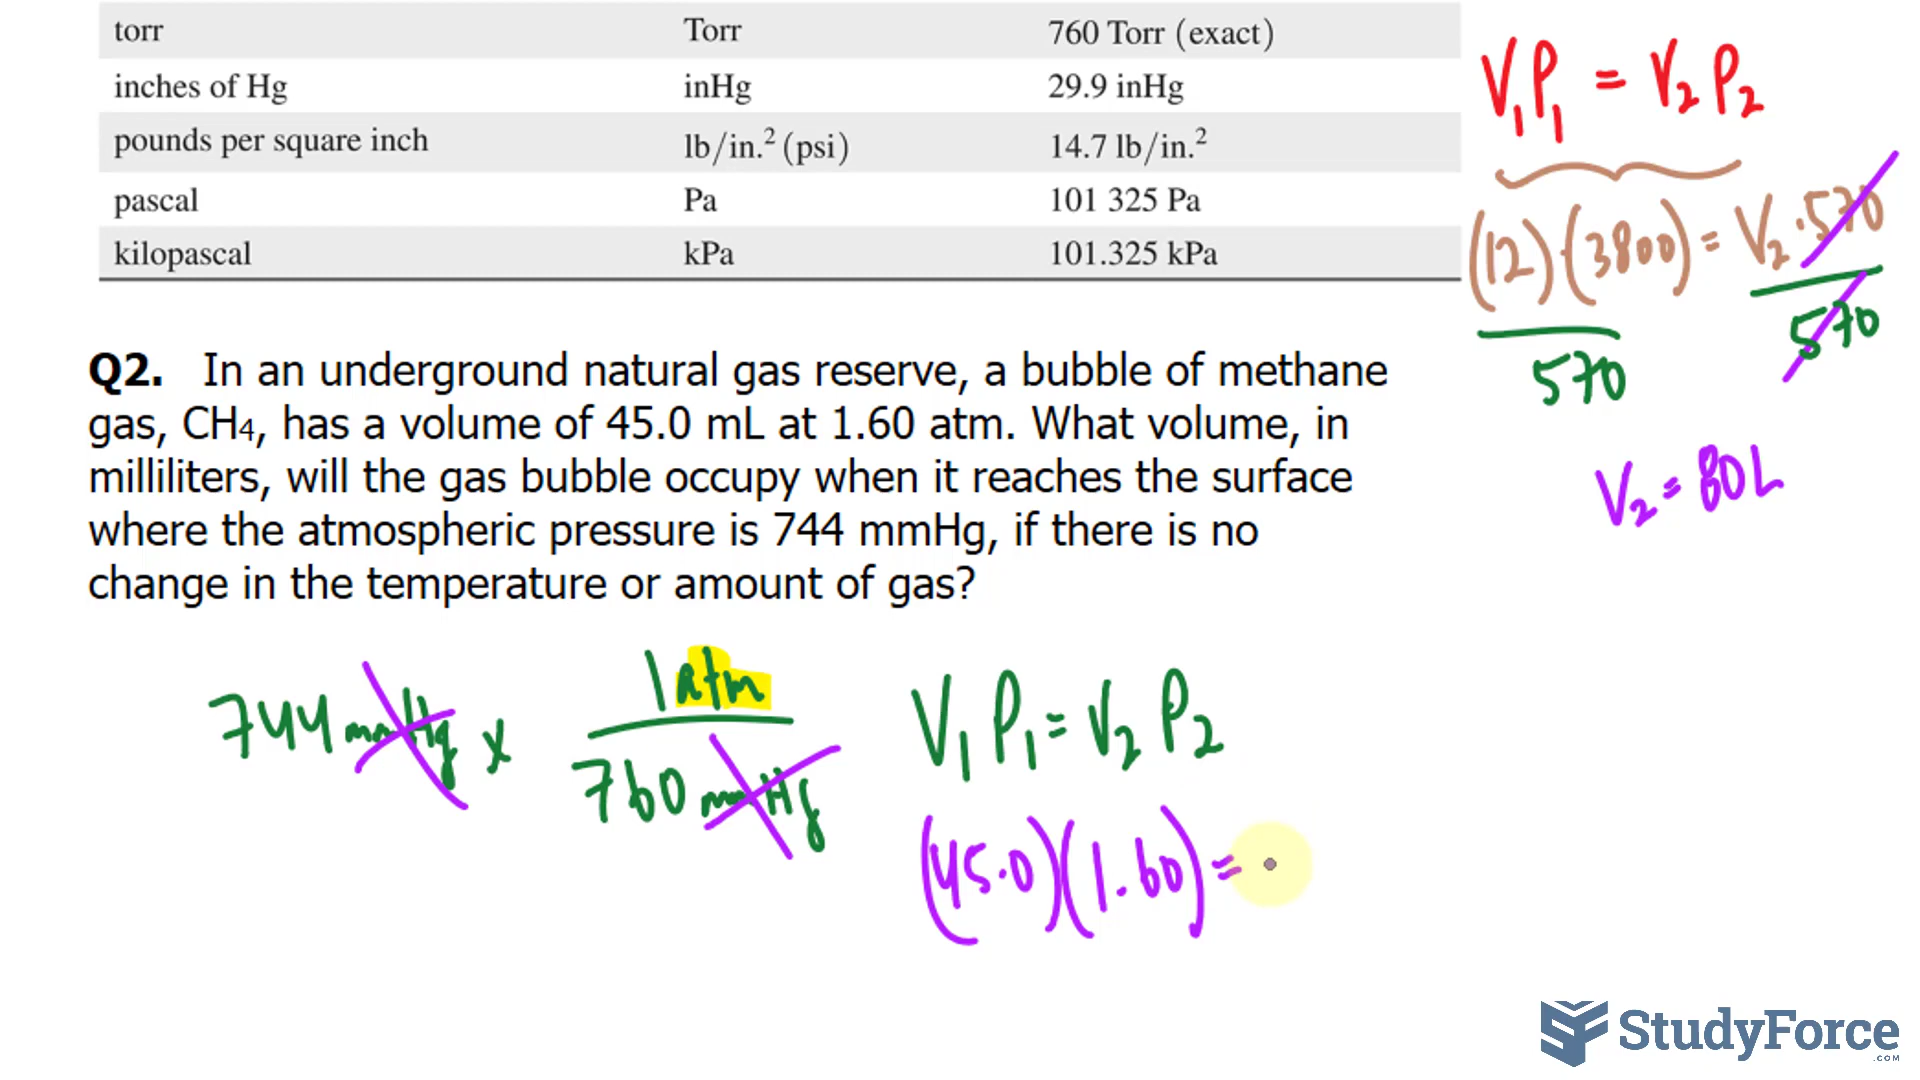 torr Torr 760 Torr (exact)
inches of Hg inHg 29.9 inHg
pounds per square inch lb/in.² (psi) 14.7 lb/in.²
pascal Pa 101 325 Pa
kilopascal kPa 101.325 kPa
V₁P₁ = V₂P₂
(12)·(3800) = V₂·570
570 570
V₂ = 80L
Q2. In an underground natural gas reserve, a bubble of methane
gas, CH4, has a volume of 45.0 mL at 1.60 atm. What volume, in
milliliters, will the gas bubble occupy when it reaches the surface
where the atmospheric pressure is 744 mmHg, if there is no
change in the temperature or amount of gas?
744 mmHg x 1 atm
760 mmHg
V₁P₁ = V₂P₂
(45.0)(1.60) =
StudyForce
.COM